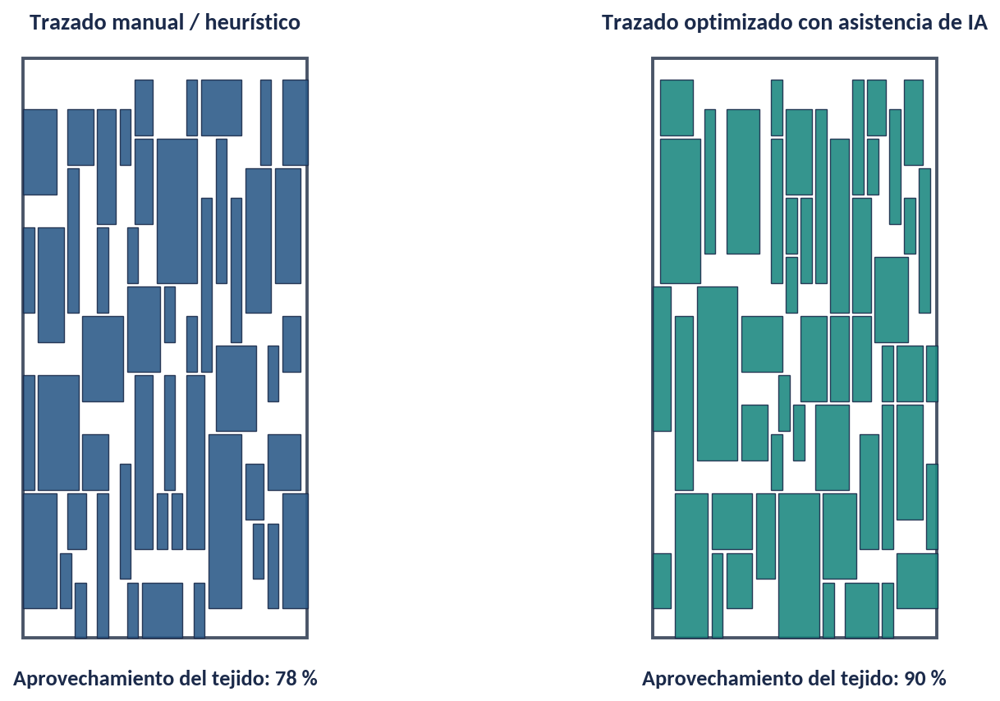 Trazado manual / heurístico
Trazado optimizado con asistencia de IA
Aprovechamiento del tejido: 78 %
Aprovechamiento del tejido: 90 %